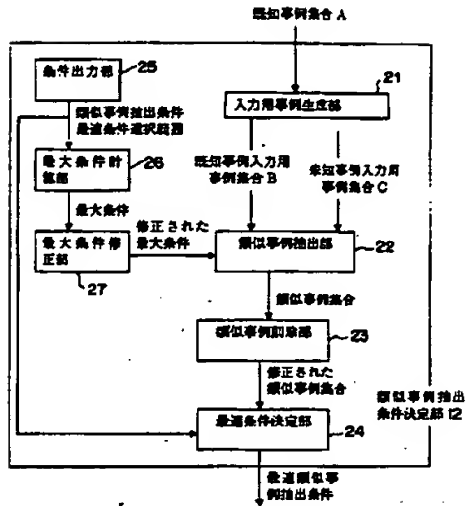 既知事例集合A
条件出力部
25
類似事例抽出条件
最適条件選択範囲
入力用事例生成部
21
最大条件計
算部
26
既知事例入力用
事例集合B
未知事例入力用
事例集合C
最大条件
修正された
最大条件
最大条件修
正部
27
類似事例抽出部
22
類似事例集合
類似事例削除部
23
修正された
類似事例集合
類似事例抽出
条件決定部12
最適条件決定部
24
最適類似事
例抽出条件